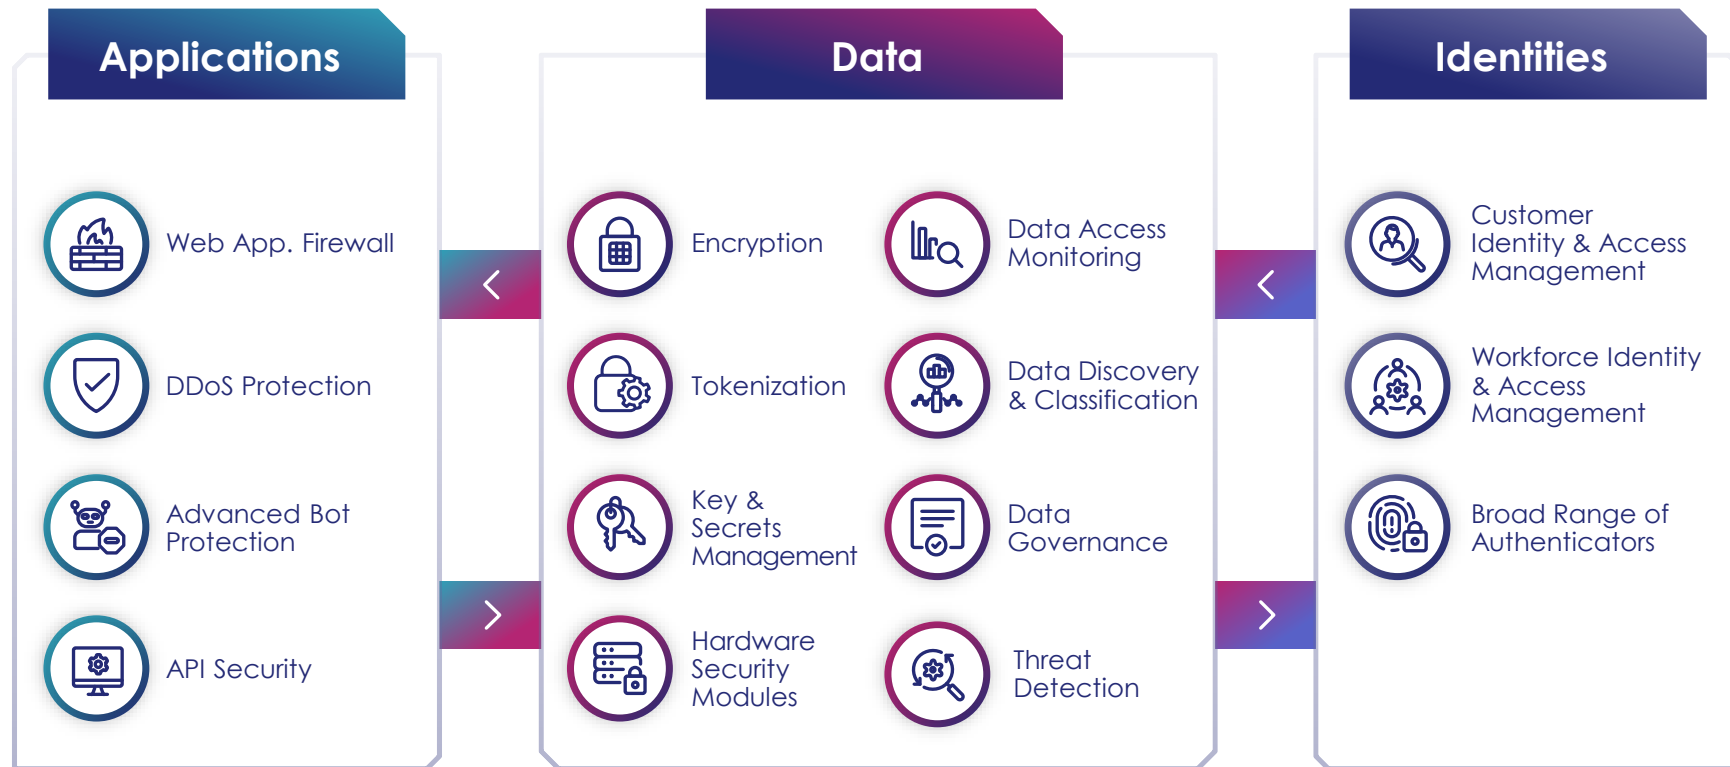 Applications
Web App. Firewall
DDoS Protection
Advanced Bot
Protection
API Security
Data
Encryption
Tokenization
Key &
Secrets
Management
Hardware
Security
Modules
Data Access
Monitoring
Data Discovery
& Classification
Data
Governance
Threat
Detection
Identities
Customer
Identity & Access
Management
Workforce Identity
& Access
Management
Broad Range of
Authenticators